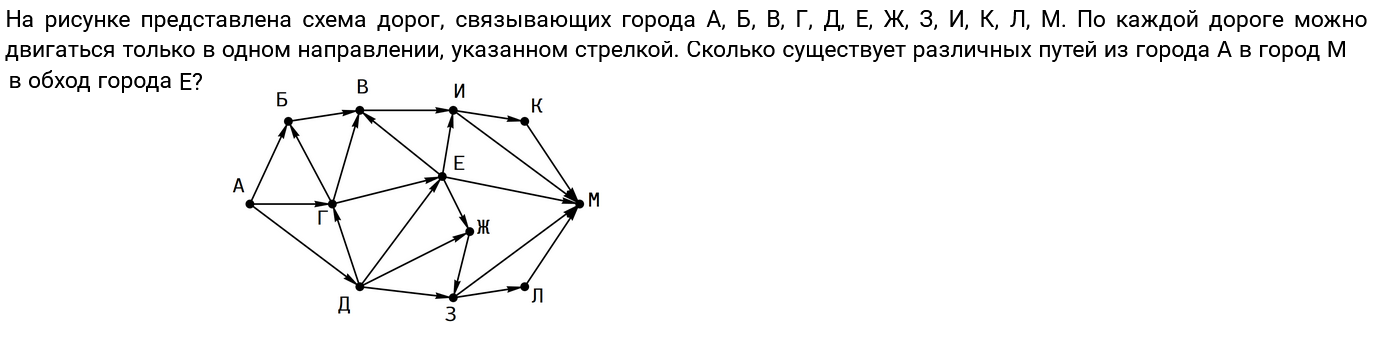 На рисунке представлена схема дорог, связывающих города А, Б, В, Г, Д, Е, Ж, З, И, К, Л, М. По каждой дороге можно
двигаться только в одном направлении, указанном стрелкой. Сколько существует различных путей из города А в город М
в обход города Е?
В
И
Б
К
Е
А
М
Г
Ж
Д
Л
З